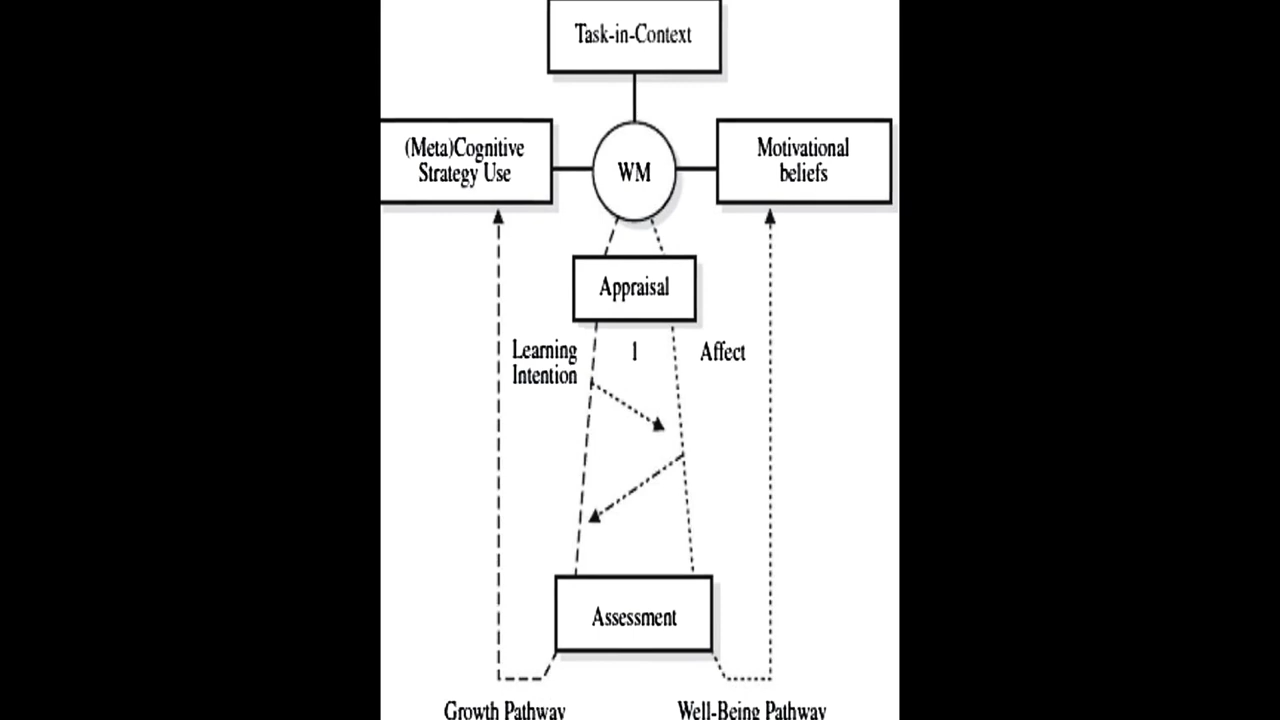 Task-in-Context
(Meta)Cognitive
Strategy Use
WM
Motivational
beliefs
Appraisal
Learning
Intention
1
Affect
Assessment
Growth Pathway
Well-Being Pathway